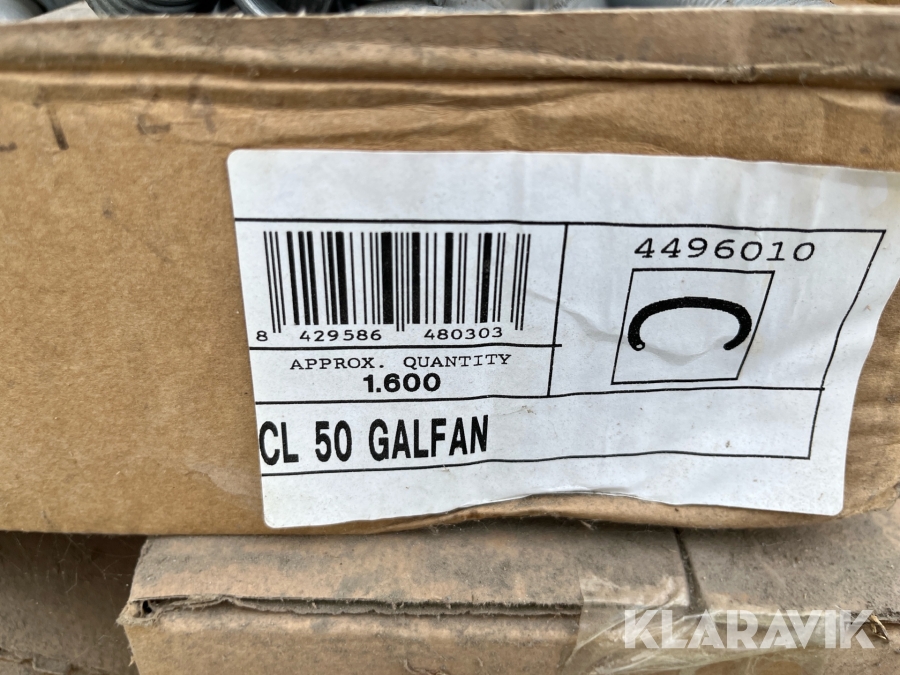 4496010
8 429586 480303
APPROX. QUANTITY
1.600
CL 50 GALFAN
KLARAVIK